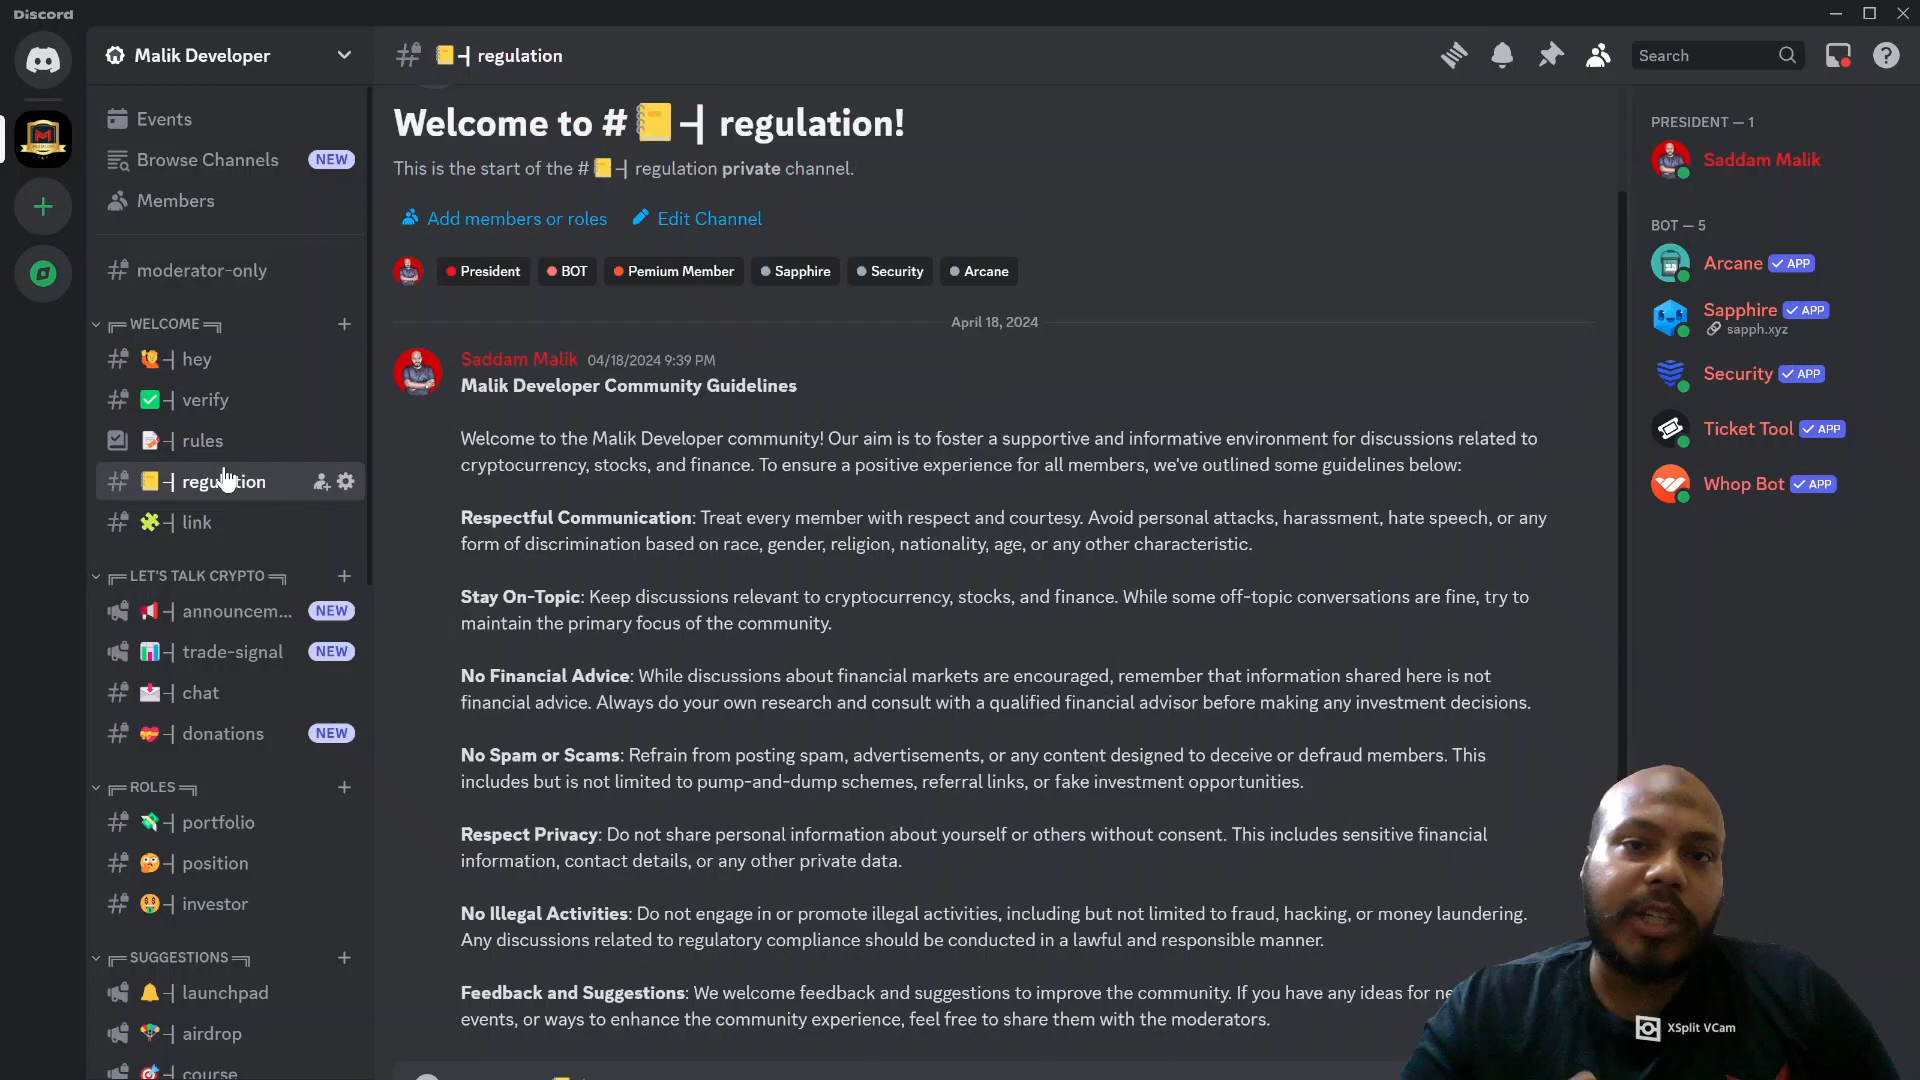 Discord
Malik Developer
Events
Browse Channels NEW
Members
moderator-only
WELCOME
hey
verify
rules
regulation
link
LET'S TALK CRYPTO
announcem... NEW
trade-signal NEW
chat
donations NEW
ROLES
portfolio
position
investor
SUGGESTIONS
launchpad
airdrop
course
regulation
Search
Welcome to # regulation!
This is the start of the # regulation private channel.
Add members or roles Edit Channel
President BOT Pemium Member Sapphire Security Arcane
April 18, 2024
Saddam Malik 04/18/2024 9:39 PM
Malik Developer Community Guidelines
Welcome to the Malik Developer community! Our aim is to foster a supportive and informative environment for discussions related to
cryptocurrency, stocks, and finance. To ensure a positive experience for all members, we've outlined some guidelines below:
Respectful Communication: Treat every member with respect and courtesy. Avoid personal attacks, harassment, hate speech, or any
form of discrimination based on race, gender, religion, nationality, age, or any other characteristic.
Stay On-Topic: Keep discussions relevant to cryptocurrency, stocks, and finance. While some off-topic conversations are fine, try to
maintain the primary focus of the community.
No Financial Advice: While discussions about financial markets are encouraged, remember that information shared here is not
financial advice. Always do your own research and consult with a qualified financial advisor before making any investment decisions.
No Spam or Scams: Refrain from posting spam, advertisements, or any content designed to deceive or defraud members. This
includes but is not limited to pump-and-dump schemes, referral links, or fake investment opportunities.
Respect Privacy: Do not share personal information about yourself or others without consent. This includes sensitive financial
information, contact details, or any other private data.
No Illegal Activities: Do not engage in or promote illegal activities, including but not limited to fraud, hacking, or money laundering.
Any discussions related to regulatory compliance should be conducted in a lawful and responsible manner.
Feedback and Suggestions: We welcome feedback and suggestions to improve the community. If you have any ideas for
events, or ways to enhance the community experience, feel free to share them with the moderators.
PRESIDENT — 1
Saddam Malik
BOT — 5
Arcane APP
Sapphire APP
sapph.xyz
Security APP
Ticket Tool APP
Whop Bot APP
XSplit VCam